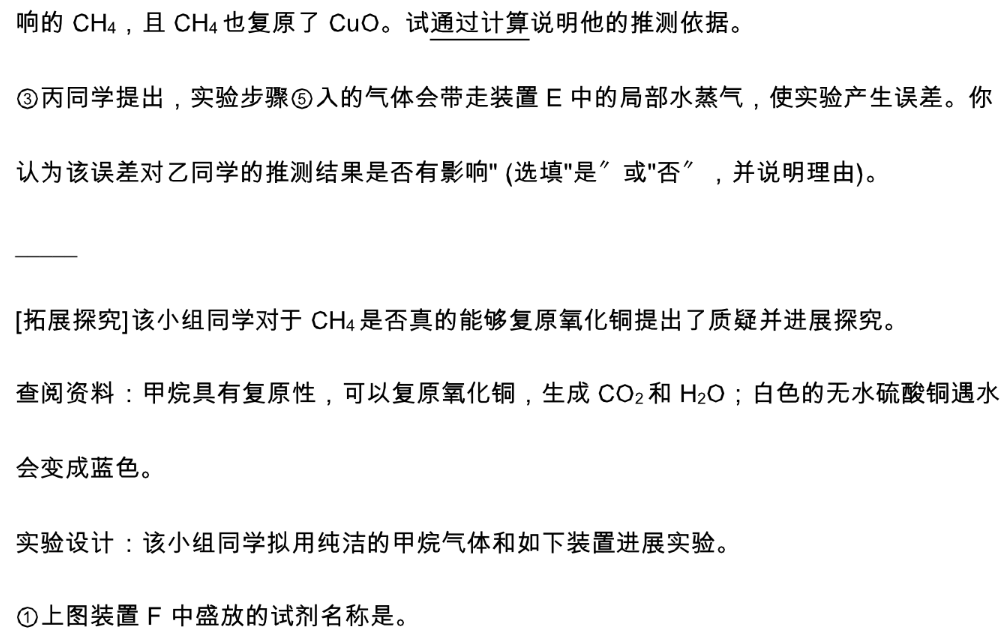 响的 CH₄，且 CH₄也复原了 CuO。试通过计算说明他的推测依据。
③丙同学提出，实验步骤⑤入的气体会带走装置 E 中的局部水蒸气，使实验产生误差。你
认为该误差对乙同学的推测结果是否有影响" (选填"是〞或"否〞，并说明理由)。
_____
[拓展探究]该小组同学对于 CH₄是否真的能够复原氧化铜提出了质疑并进展探究。
查阅资料：甲烷具有复原性，可以复原氧化铜，生成 CO₂和 H₂O；白色的无水硫酸铜遇水
会变成蓝色。
实验设计：该小组同学拟用纯洁的甲烷气体和如下装置进展实验。
①上图装置 F 中盛放的试剂名称是。